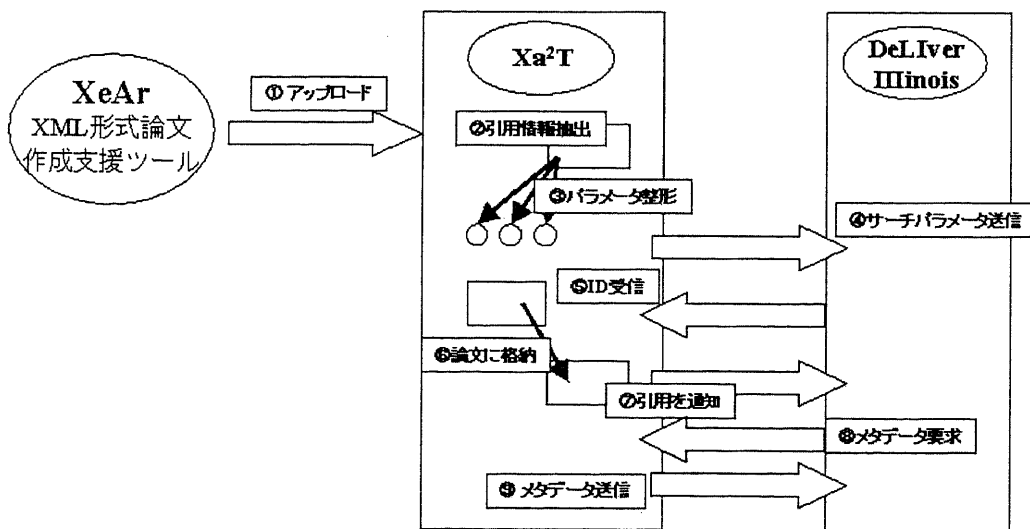 XeAr
XML形式論文
作成支援ツール
①アップロード
Xa²T
②引用情報抽出
③パラメータ整形
DeLIver
IIIinois
④サーチパラメータ送信
⑤ID受信
⑥論文に格納
⑦引用を通知
⑧メタデータ要求
⑨メタデータ送信